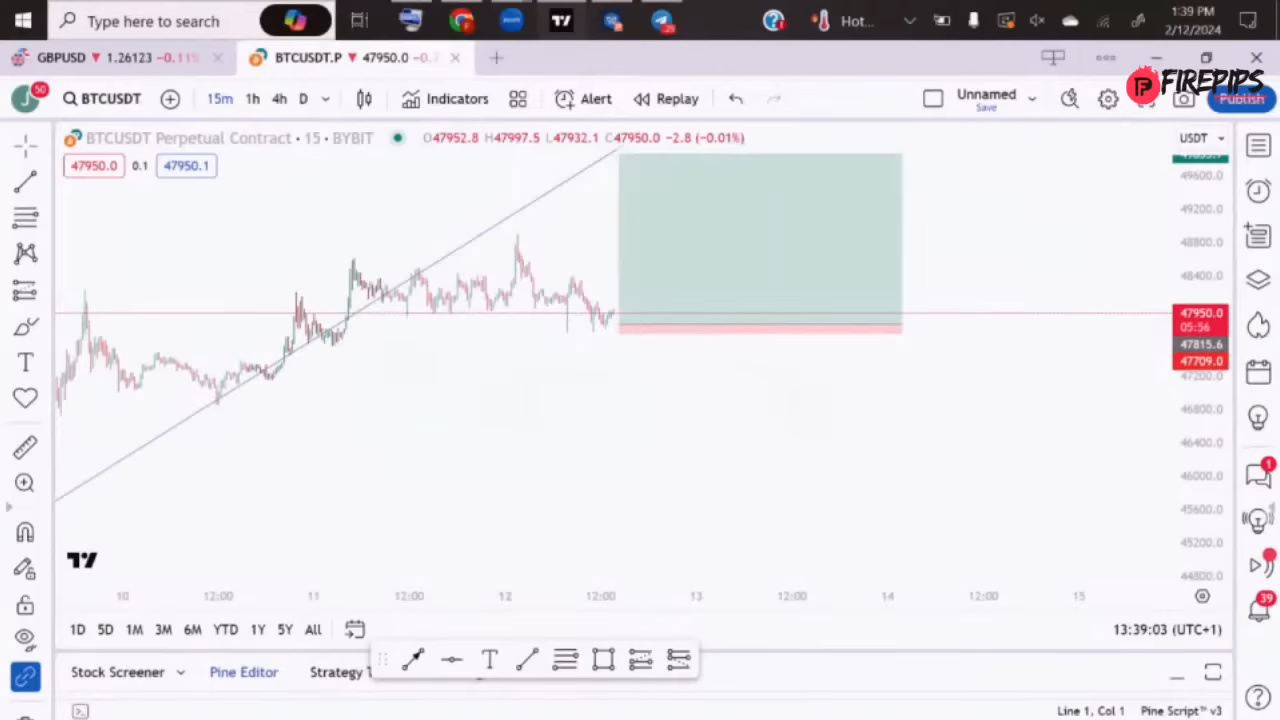 Type here to search
Hot...
1:39 PM
2/12/2024
GBPUSD 1.26123 −0.11%
BTCUSDT.P 47950.0
FIREPIPS
J 50
BTCUSDT
15m 1h 4h D
Indicators
Alert
Replay
Unnamed
Save
Publish
BTCUSDT Perpetual Contract · 15 · BYBIT
O47952.8 H47997.5 L47932.1 C47950.0 −2.8 (−0.01%)
USDT
47950.0 0.1 47950.1
49600.0
49200.0
48800.0
48400.0
47950.0
05:56
47815.6
47709.0
47200.0
46800.0
46400.0
46000.0
45600.0
45200.0
44800.0
10 12:00 11 12:00 12 12:00 13 12:00 14 12:00 15
1D 5D 1M 3M 6M YTD 1Y 5Y All
13:39:03 (UTC+1)
1
39
Stock Screener
Pine Editor
Strategy
Line 1, Col 1
Pine Script™ v3